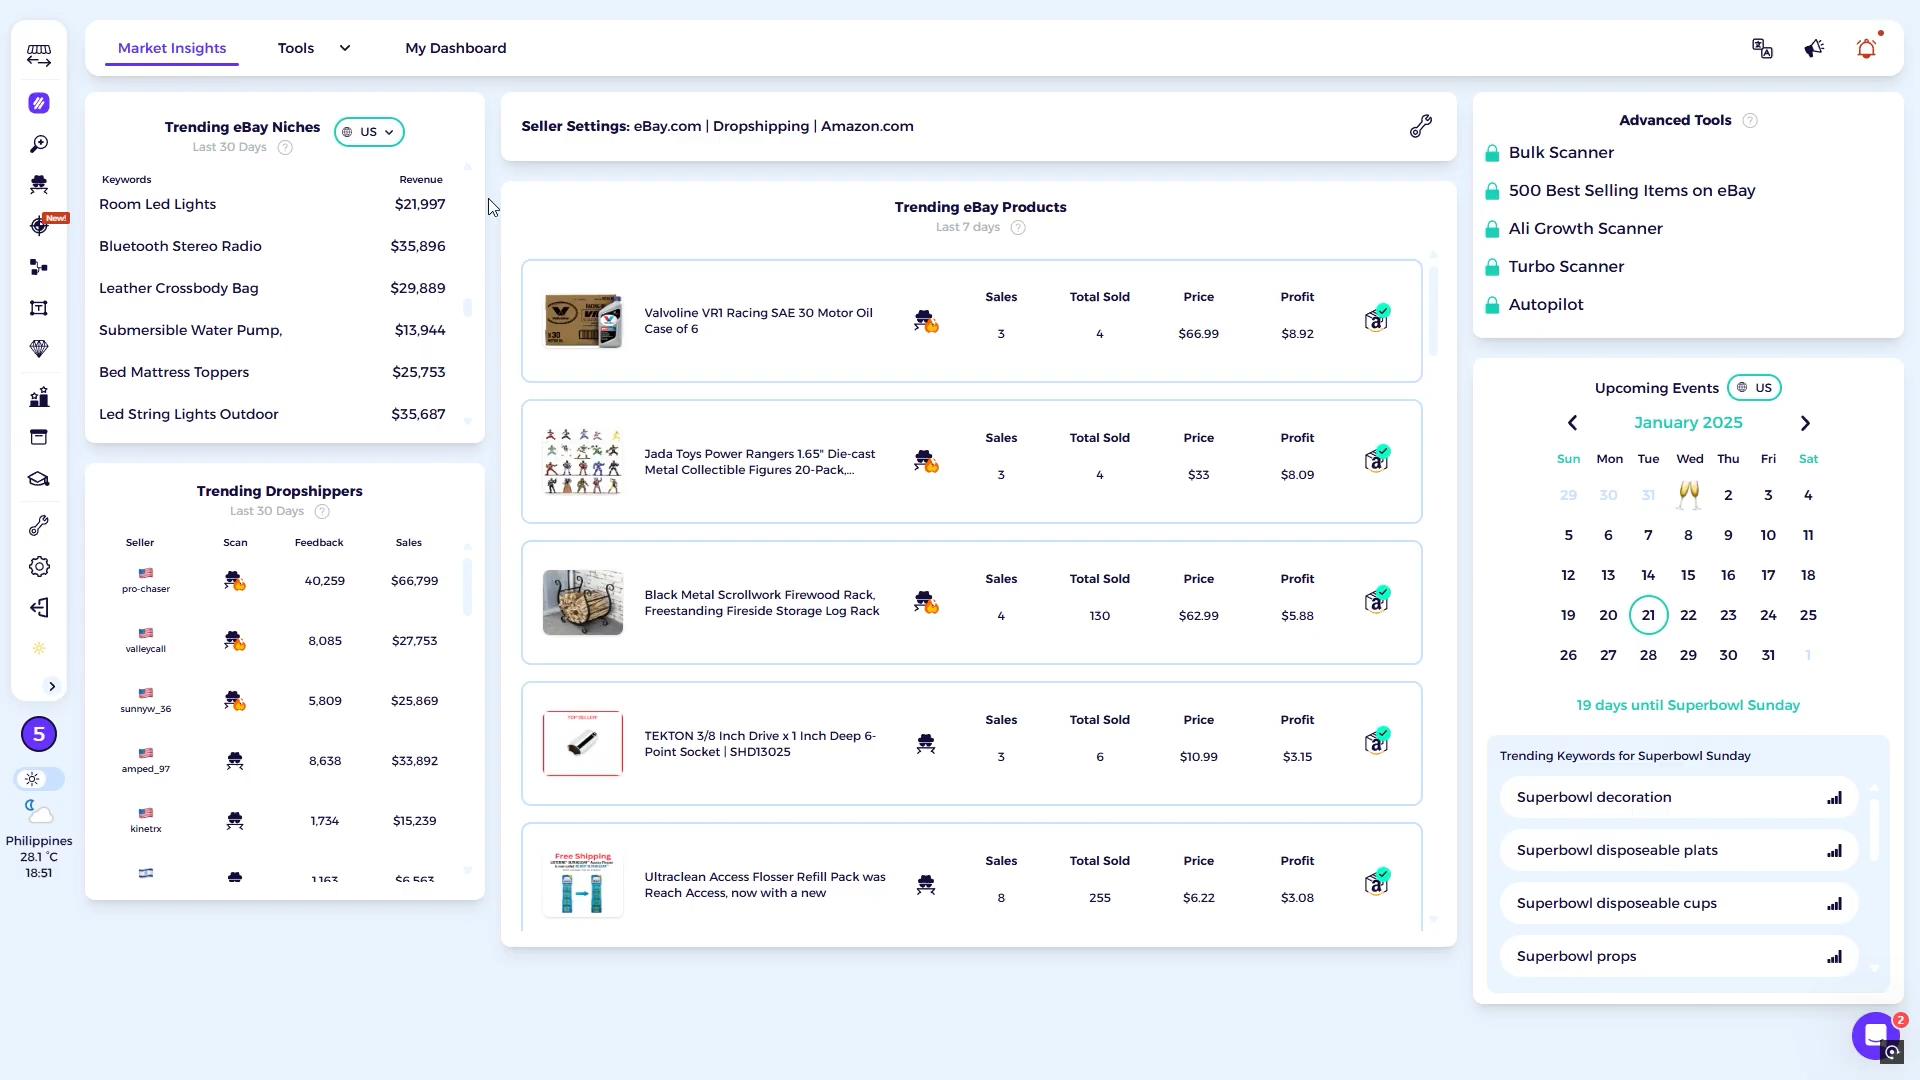 Market Insights
Tools
My Dashboard
New!
5
Philippines
28.1 °C
18:51
Trending eBay Niches
US
Last 30 Days
?
Keywords Revenue
Room Led Lights $21,997
Bluetooth Stereo Radio $35,896
Leather Crossbody Bag $29,889
Submersible Water Pump, $13,944
Bed Mattress Toppers $25,753
Led String Lights Outdoor $35,687
Trending Dropshippers
Last 30 Days
?
Seller Scan Feedback Sales
pro-chaser 40,259 $66,799
valleycall 8,085 $27,753
sunnyw_36 5,809 $25,869
amped_97 8,638 $33,892
kinetrx 1,734 $15,239
1,163 $6,563
Seller Settings: eBay.com | Dropshipping | Amazon.com
Trending eBay Products
Last 7 days
?
Valvoline VR1 Racing SAE 30 Motor Oil
Case of 6
Sales Total Sold Price Profit
3 4 $66.99 $8.92
Jada Toys Power Rangers 1.65" Die-cast
Metal Collectible Figures 20-Pack,...
Sales Total Sold Price Profit
3 4 $33 $8.09
Black Metal Scrollwork Firewood Rack,
Freestanding Fireside Storage Log Rack
Sales Total Sold Price Profit
4 130 $62.99 $5.88
TOP SELLER!
TEKTON 3/8 Inch Drive x 1 Inch Deep 6-
Point Socket | SHD13025
Sales Total Sold Price Profit
3 6 $10.99 $3.15
Free Shipping
Ultraclean Access Flosser Refill Pack was
Reach Access, now with a new
Sales Total Sold Price Profit
8 255 $6.22 $3.08
Advanced Tools
?
Bulk Scanner
500 Best Selling Items on eBay
Ali Growth Scanner
Turbo Scanner
Autopilot
Upcoming Events
US
January 2025
Sun Mon Tue Wed Thu Fri Sat
29 30 31 2 3 4
5 6 7 8 9 10 11
12 13 14 15 16 17 18
19 20 21 22 23 24 25
26 27 28 29 30 31 1
19 days until Superbowl Sunday
Trending Keywords for Superbowl Sunday
Superbowl decoration
Superbowl disposeable plats
Superbowl disposeable cups
Superbowl props
2